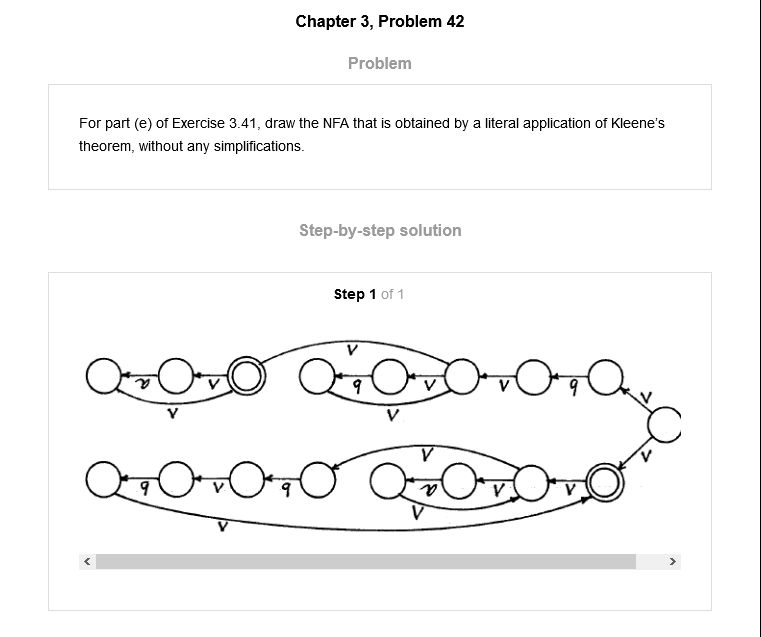 Chapter 3, Problem 42
Problem
For part (e) of Exercise 3.41, draw the NFA that is obtained by a literal application of Kleene's
theorem, without any simplifications.
Step-by-step solution
Step 1 of 1
Λ
a Λ b Λ Λ b Λ
Λ Λ
Λ Λ
b Λ b a Λ Λ
Λ
Λ